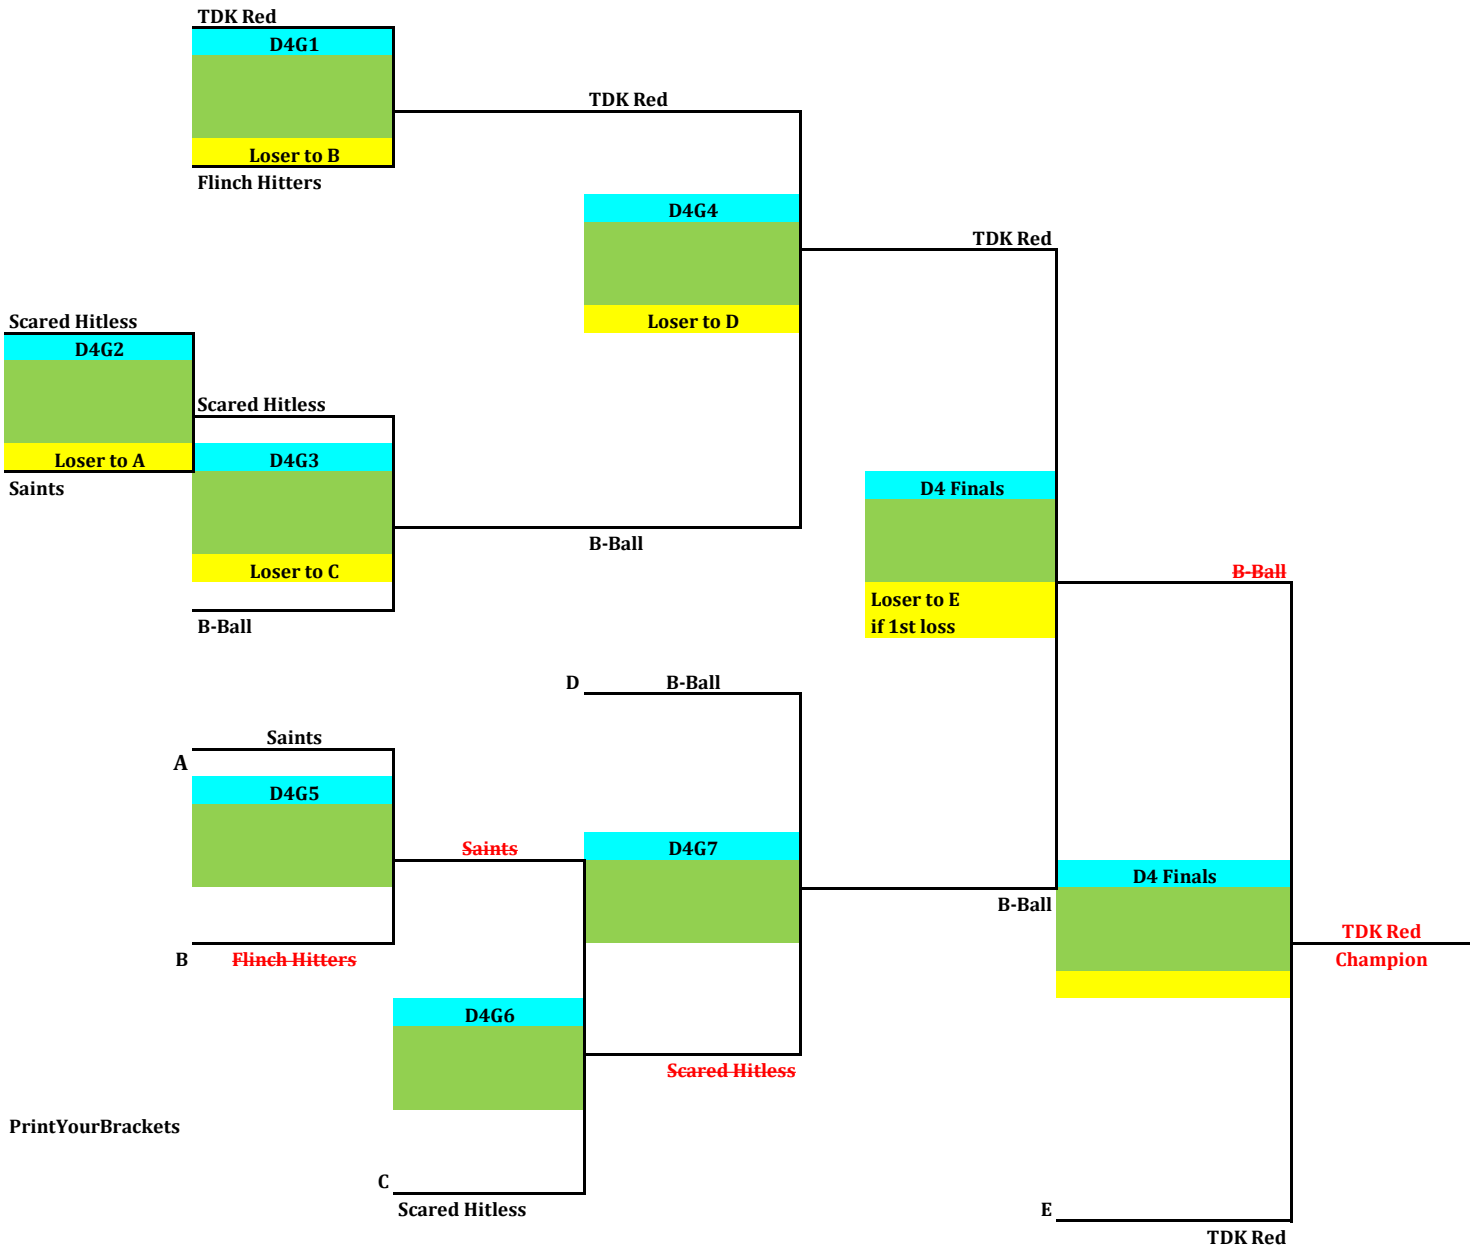 TDK Red
D4G1
TDK Red
Loser to B
Flinch Hitters
D4G4
TDK Red
Scared Hitless
Loser to D
D4G2
Scared Hitless
Loser to A
D4G3
Saints
D4 Finals
B-Ball
Loser to C
B-Ball
Loser to E
if 1st loss
B-Ball
D
B-Ball
Saints
A
D4G5
Saints
D4G7
D4 Finals
B-Ball
TDK Red
Champion
B
Flinch Hitters
D4G6
Scared Hitless
PrintYourBrackets
C
Scared Hitless
E
TDK Red